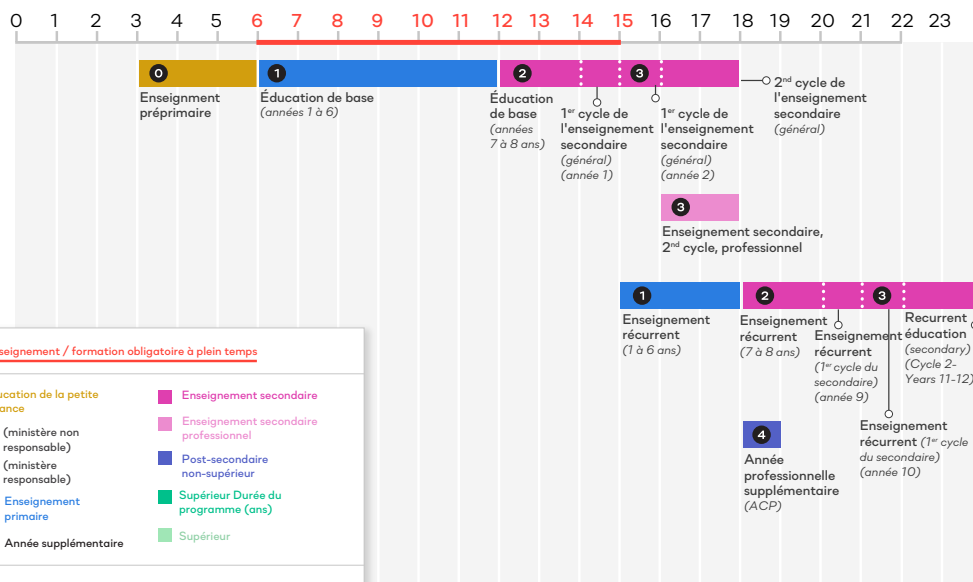 0 1 2 3 4 5 6 7 8 9 10 11 12 13 14 15 16 17 18 19 20 21 22 23
0
1
2
3
Enseignment
préprimaire
Éducation de base
(années 1 à 6)
Éducation
de base
(années
7 à 8 ans)
1er cycle de
l'enseignement
secondaire
(général)
(année 1)
1er cycle de
l'enseignement
secondaire
(général)
(année 2)
2nd cycle de
l'enseignement
secondaire
(général)
3
Enseignement secondaire,
2nd cycle, professionnel
1
2
3
Enseignement
récurrent
(1 à 6 ans)
Enseignement
récurrent
(7 à 8 ans)
Enseignement
récurrent
(1er cycle du
secondaire)
(année 9)
Recurrent
éducation
(secondary)
(Cycle 2-
Years 11-12)
Enseignement
récurrent (1er cycle
du secondaire)
(année 10)
4
Année
professionnelle
supplémentaire
(ACP)
seignement / formation obligatoire à plein temps
ucation de la petite
ance
(ministère non
responsable)
(ministère
responsable)
Enseignement
primaire
Année supplémentaire
Enseignement secondaire
Enseignement secondaire
professionnel
Post-secondaire
non-supérieur
Supérieur Durée du
programme (ans)
Supérieur